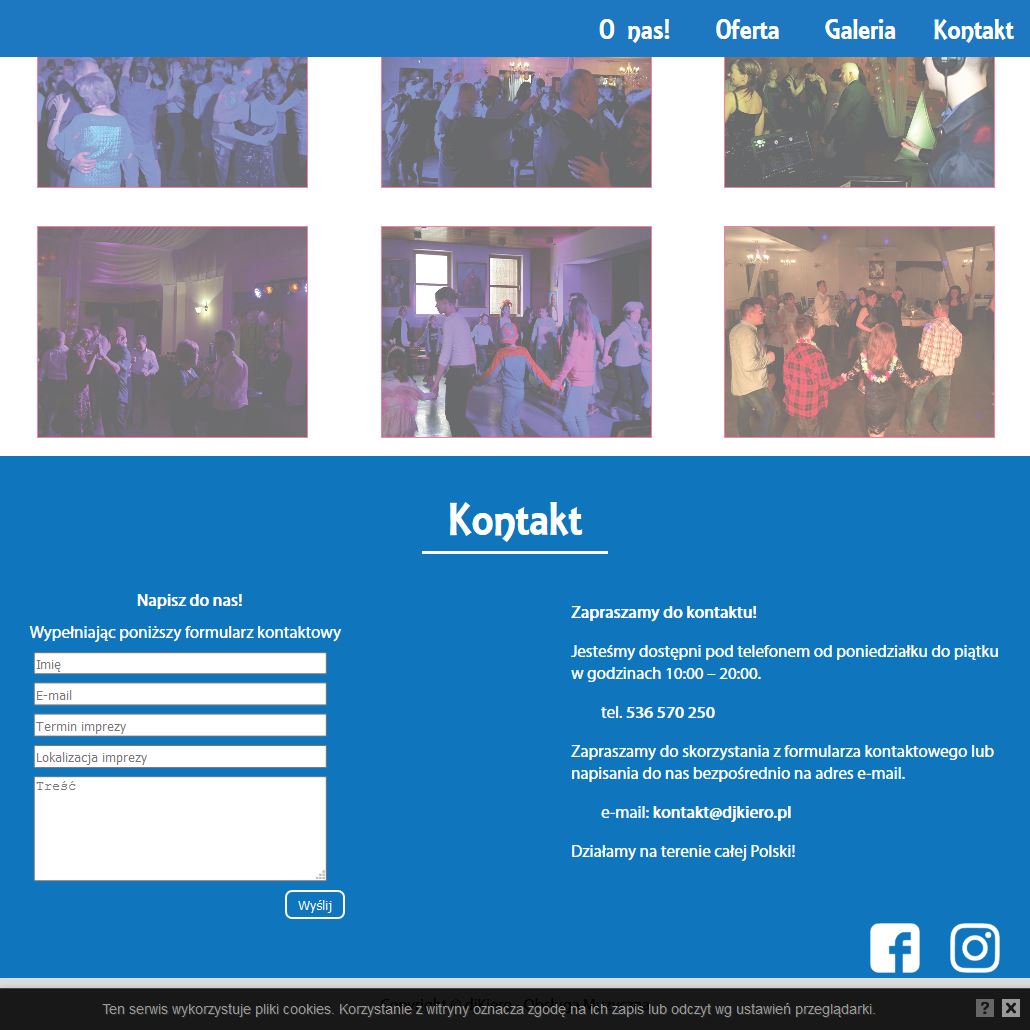 O nas! Oferta Galeria Kontakt
Kontakt
Napisz do nas!
Wypełniając poniższy formularz kontaktowy
Imię
E-mail
Termin imprezy
Lokalizacja imprezy
Treść
Wyślij
Zapraszamy do kontaktu!
Jesteśmy dostępni pod telefonem od poniedziałku do piątku
w godzinach 10:00 – 20:00.
tel. 536 570 250
Zapraszamy do skorzystania z formularza kontaktowego lub
napisania do nas bezpośrednio na adres e-mail.
e-mail: kontakt@djkiero.pl
Działamy na terenie całej Polski!
Ten serwis wykorzystuje pliki cookies. Korzystanie z witryny oznacza zgodę na ich zapis lub odczyt wg ustawień przeglądarki.
? X